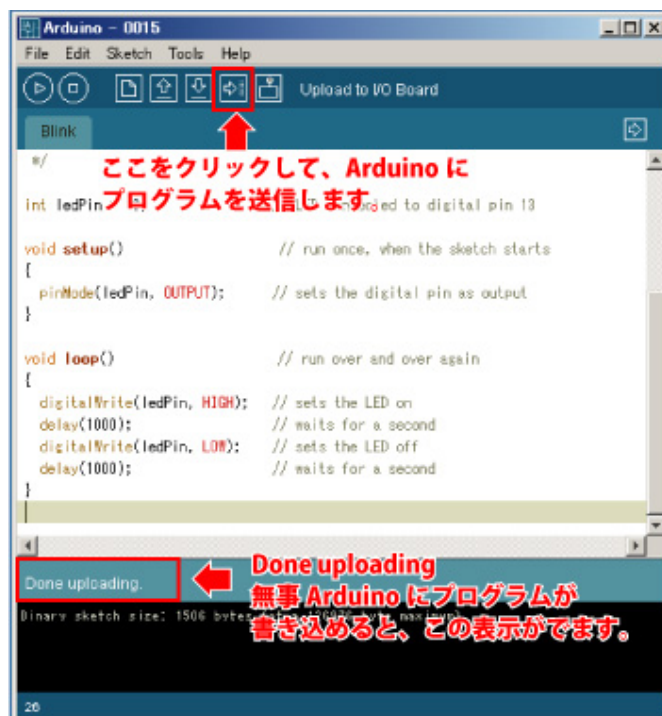 Arduino - 0015
File Edit Sketch Tools Help
Upload to I/O Board
Blink
*/
ここをクリックして、Arduino に
プログラムを送信します。
int ledPin to digital pin 13
void setup() // run once, when the sketch starts
{
pinMode(ledPin, OUTPUT); // sets the digital pin as output
}
void loop() // run over and over again
{
digitalWrite(ledPin, HIGH); // sets the LED on
delay(1000); // waits for a second
digitalWrite(ledPin, LOW); // sets the LED off
delay(1000); // waits for a second
}
Done uploading.
Done uploading
無事 Arduino にプログラムが
書き込めると、この表示がでます。
Binary sketch size: 1506 bytes
26